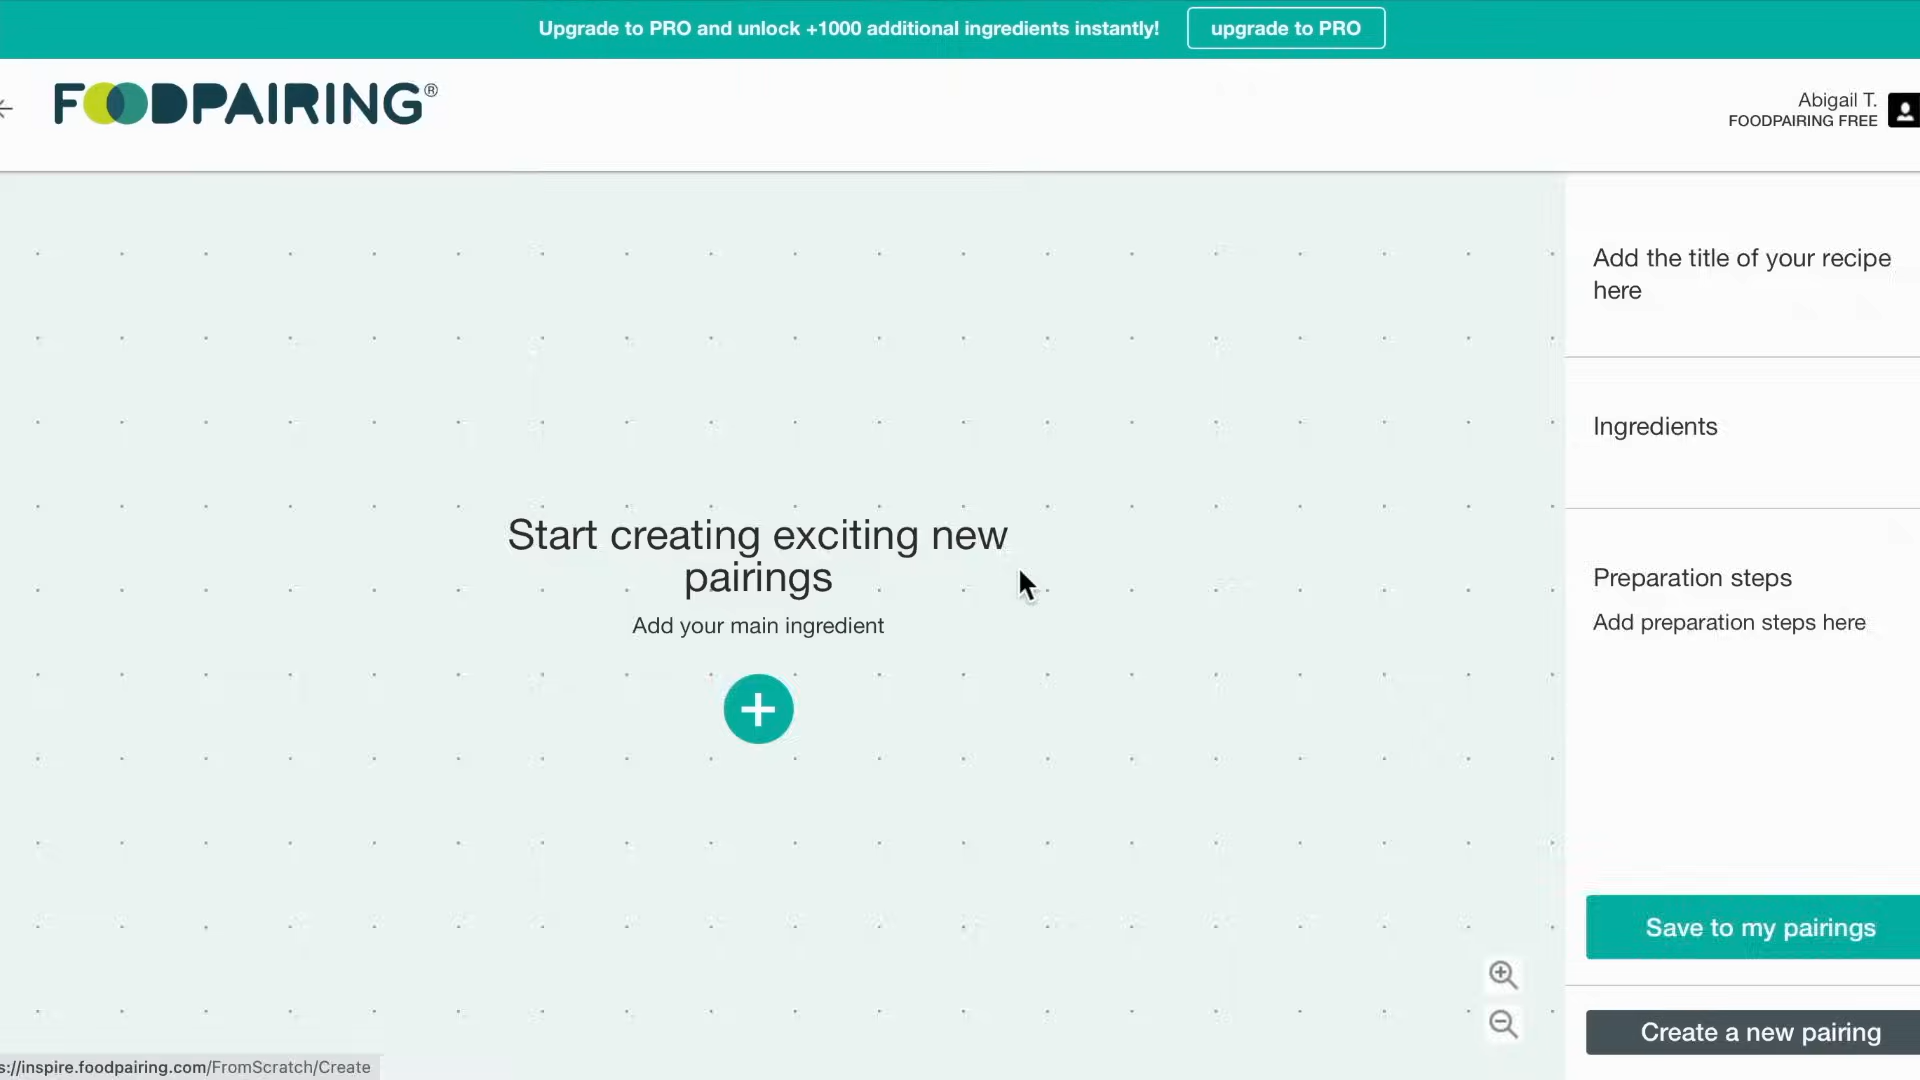 Upgrade to PRO and unlock +1000 additional ingredients instantly!
upgrade to PRO
FOODPAIRING®
Abigail T.
FOODPAIRING FREE
Add the title of your recipe
here
Ingredients
Start creating exciting new
pairings
Add your main ingredient
Preparation steps
Add preparation steps here
Save to my pairings
Create a new pairing
s://inspire.foodpairing.com/FromScratch/Create